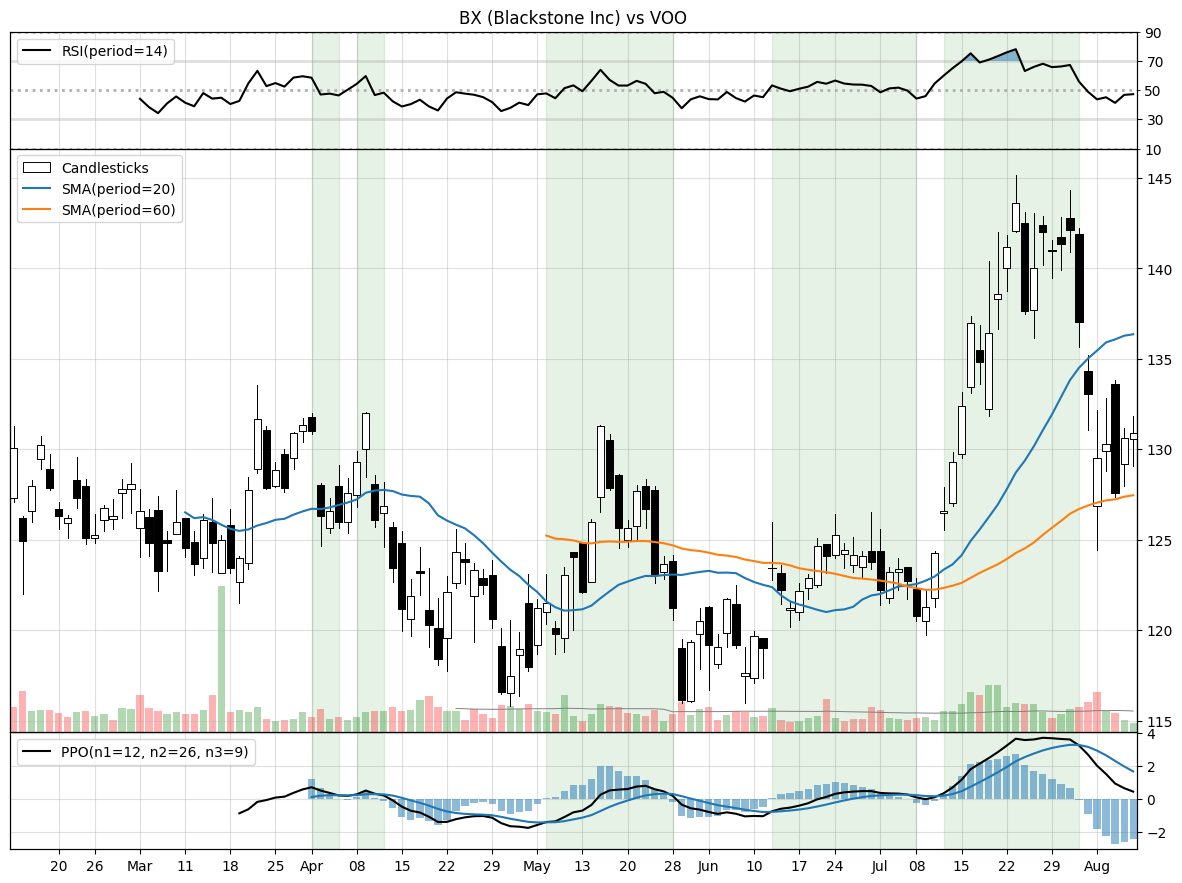 BX (Blackstone Inc) vs VOO
RSI(period=14)
90
70
50
30
10
Candlesticks
SMA(period=20)
SMA(period=60)
145
140
135
130
125
120
115
PPO(n1=12, n2=26, n3=9)
4
2
0
−2
20 26 Mar 11 18 25 Apr 08 15 22 29 May 13 20 28 Jun 10 17 24 Jul 08 15 22 29 Aug